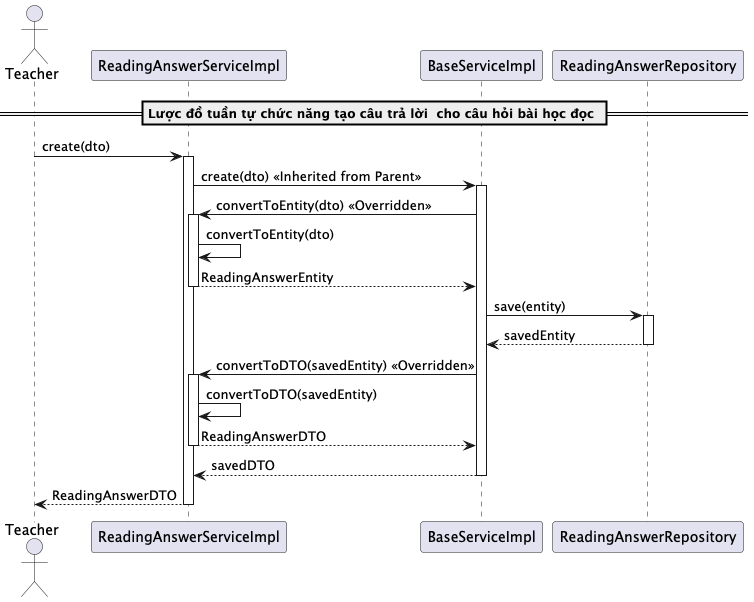 Teacher
ReadingAnswerServiceImpl
BaseServiceImpl
ReadingAnswerRepository
Lược đồ tuần tự chức năng tạo câu trả lời  cho câu hỏi bài học đọc
create(dto)
create(dto) «Inherited from Parent»
convertToEntity(dto) «Overridden»
convertToEntity(dto)
ReadingAnswerEntity
save(entity)
savedEntity
convertToDTO(savedEntity) «Overridden»
convertToDTO(savedEntity)
ReadingAnswerDTO
savedDTO
ReadingAnswerDTO
Teacher
ReadingAnswerServiceImpl
BaseServiceImpl
ReadingAnswerRepository